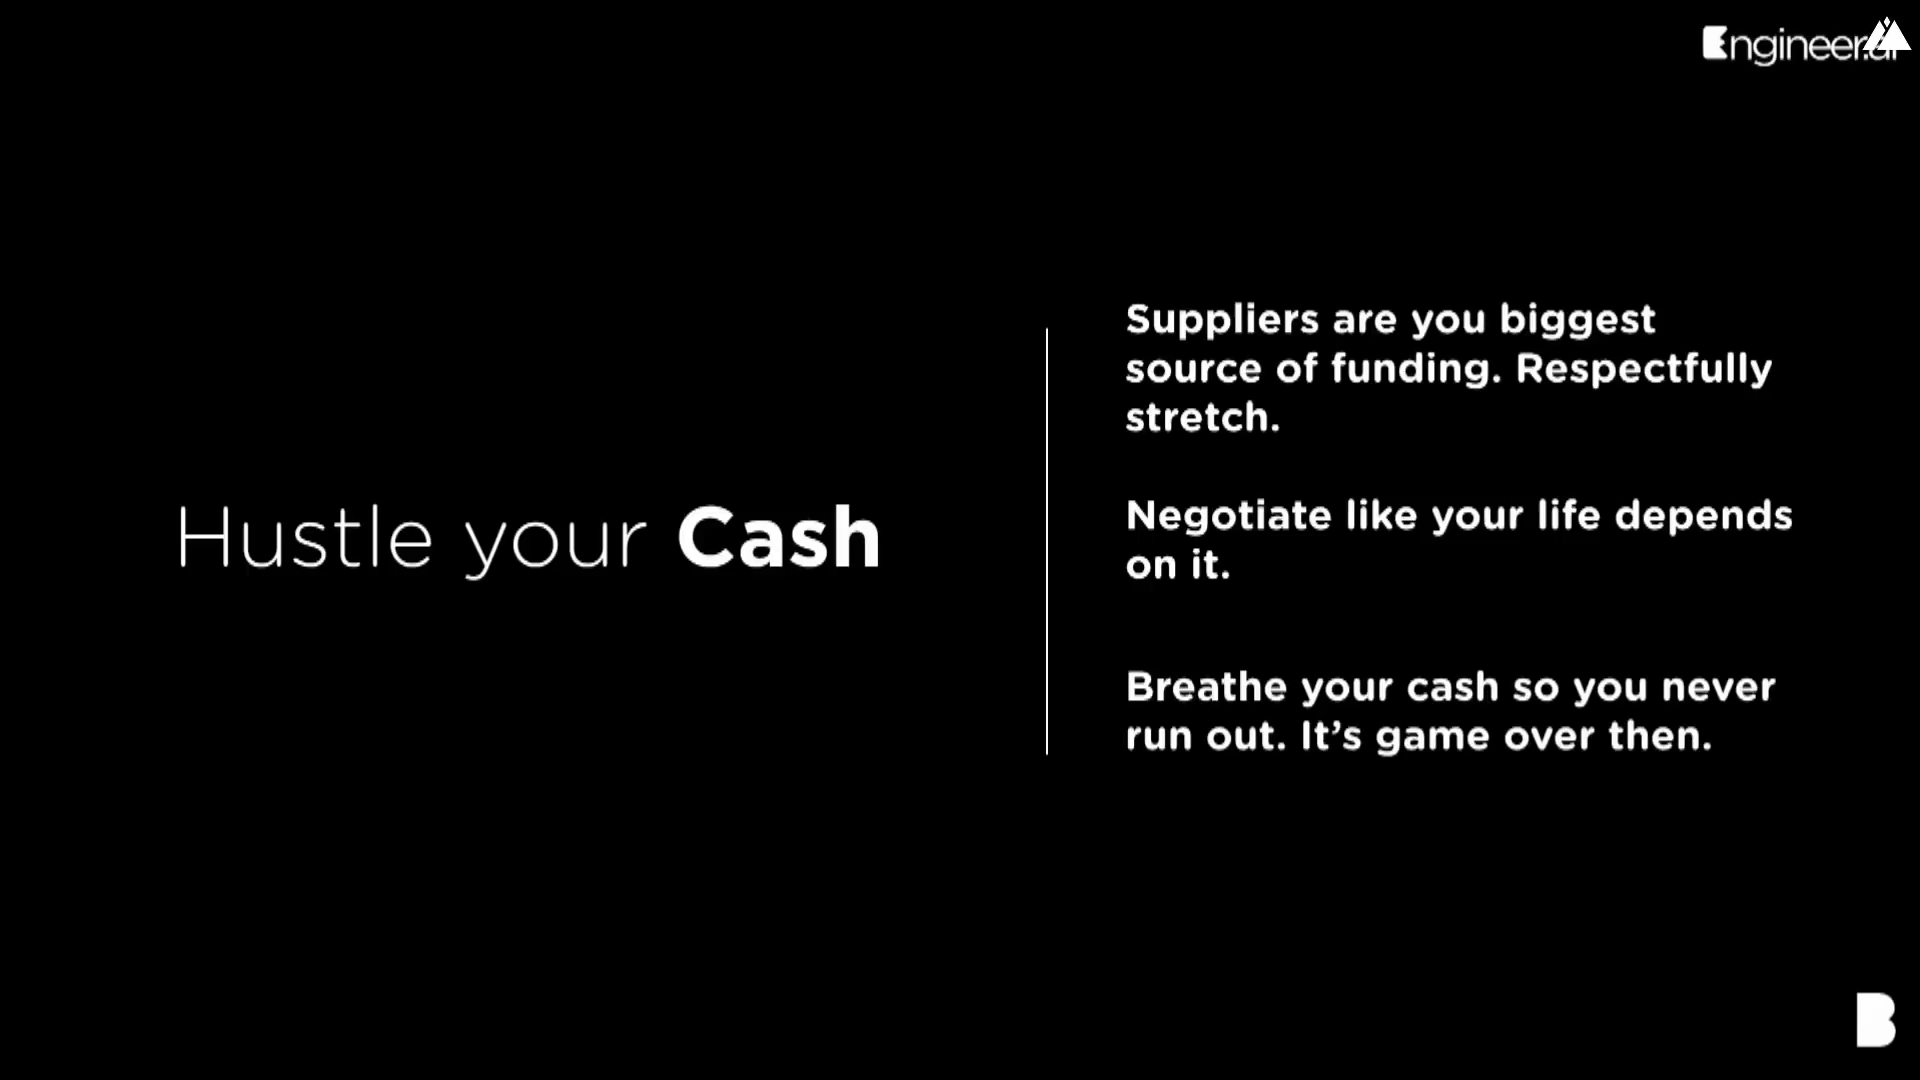 Engineer.ai
Hustle your Cash
Suppliers are you biggest
source of funding. Respectfully
stretch.
Negotiate like your life depends
on it.
Breathe your cash so you never
run out. It’s game over then.
B